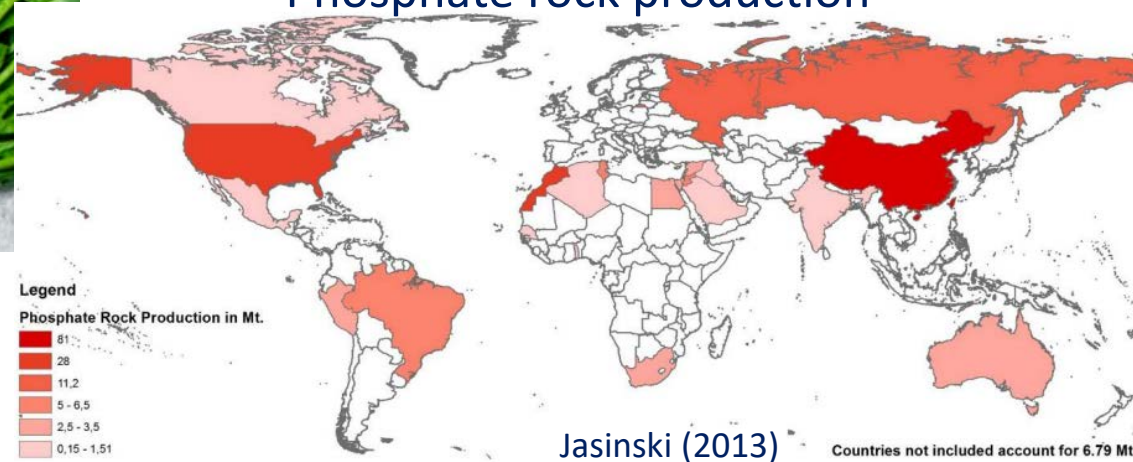 Phosphate rock production
Legend
Phosphate Rock Production in Mt.
81
28
11,2
5 - 6,5
2,5 - 3,5
0,15 - 1,51
Jasinski (2013)
Countries not included account for 6.79 Mt